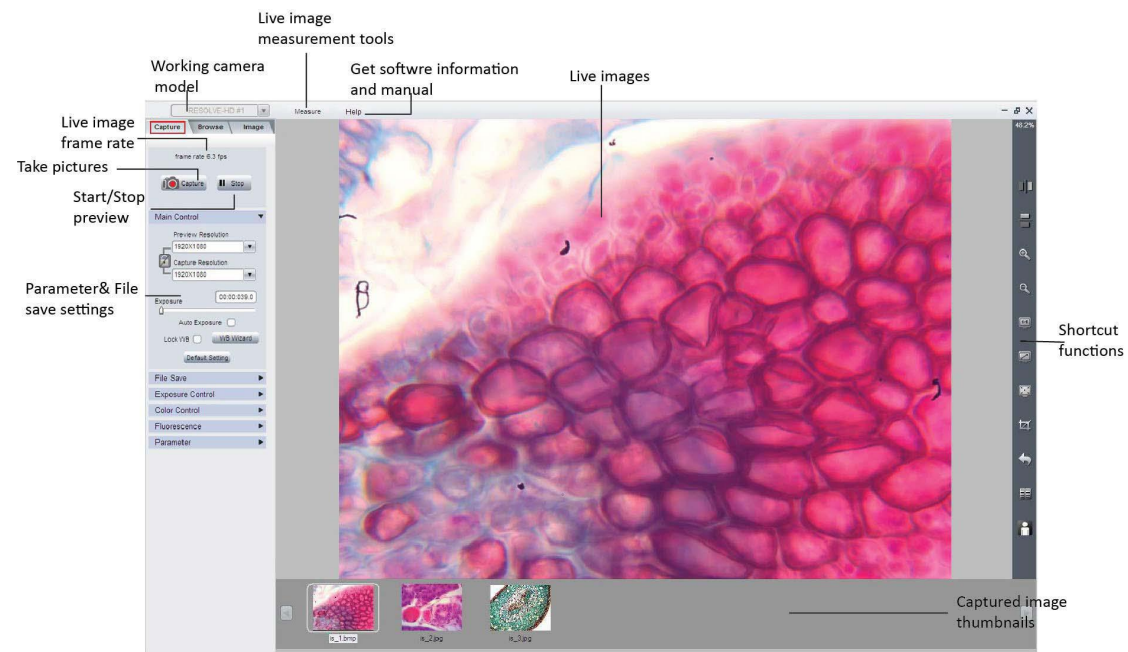 Live image
measurement tools
Working camera
model
Get softwre information
and manual
Live images
RESOLVE-HD #1
Measure
Help
Live image
frame rate
Capture
Browse
Image
48.2%
frame rate 6.3 fps
Take pictures
Capture
Stop
Start/Stop
preview
Main Control
Preview Resolution
1920X1080
Capture Resolution
1920X1080
Parameter& File
save settings
Exposure
00:00:039.0
Auto Exposure
Lock WB
WB Wizard
Default Setting
Shortcut
functions
File Save
Exposure Control
Color Control
Fluorescence
Parameter
Captured image
thumbnails
is_1.bmp
is_2.jpg
is_3.jpg